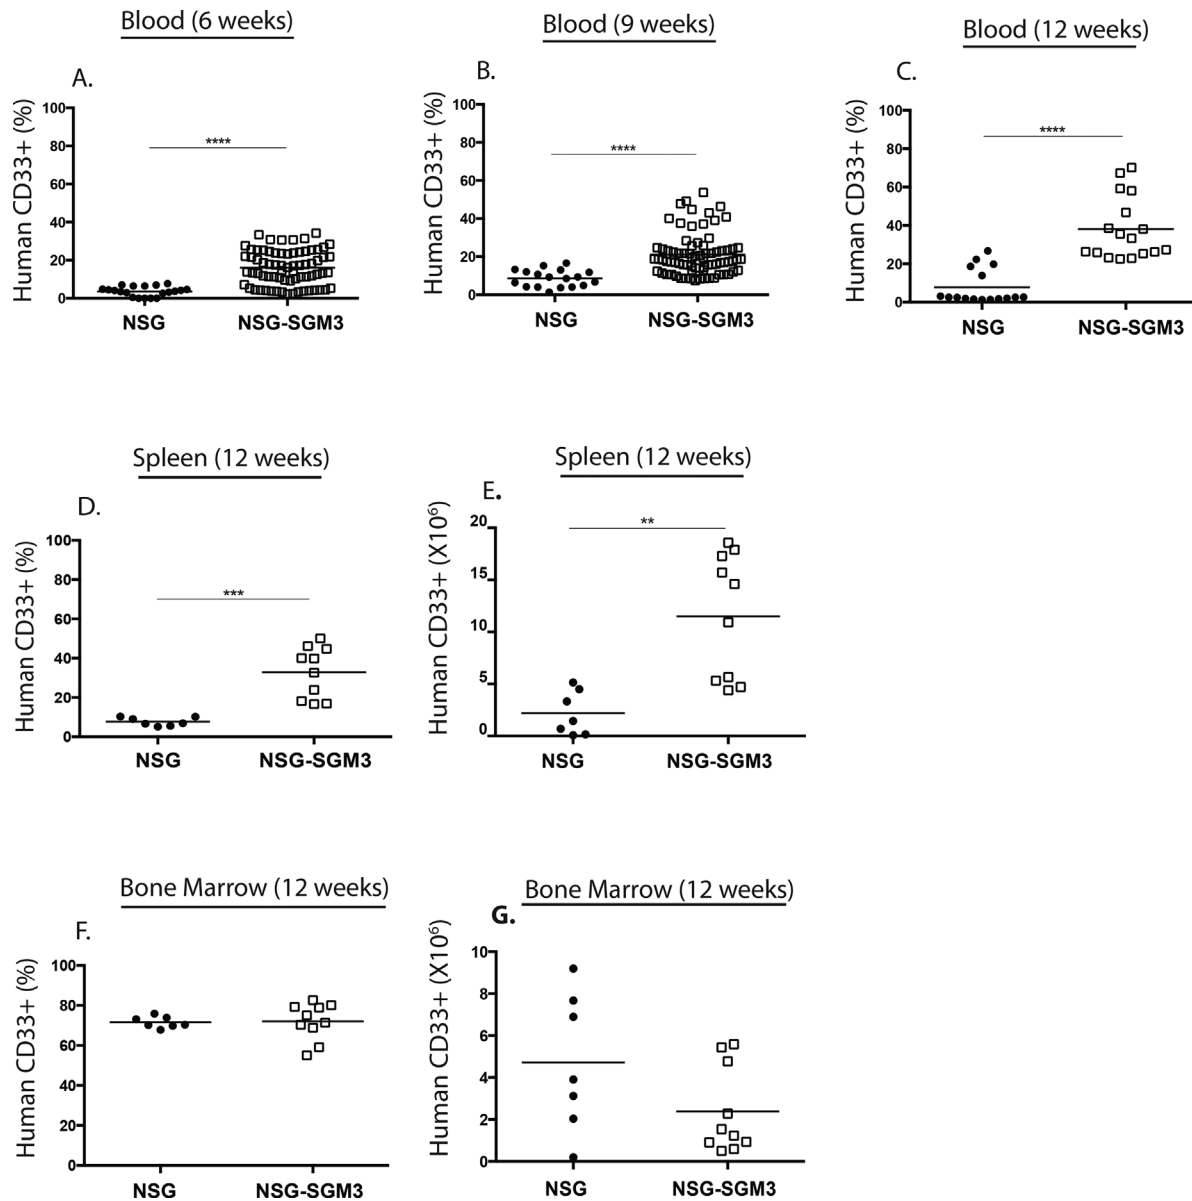 Blood (6 weeks)
Blood (9 weeks)
Blood (12 weeks)
A.
Human CD33+ (%)
100
80
60
40
20
0
****
NSG
NSG-SGM3
B.
Human CD33+ (%)
100
80
60
40
20
0
****
NSG
NSG-SGM3
C.
Human CD33+ (%)
100
80
60
40
20
0
****
NSG
NSG-SGM3
Spleen (12 weeks)
Spleen (12 weeks)
D.
Human CD33+ (%)
100
80
60
40
20
0
***
NSG
NSG-SGM3
E.
Human CD33+ (X10⁶)
20
15
10
5
0
**
NSG
NSG-SGM3
Bone Marrow (12 weeks)
Bone Marrow (12 weeks)
F.
Human CD33+ (%)
100
80
60
40
20
0
NSG
NSG-SGM3
G.
Human CD33+ (X10⁶)
10
8
6
4
2
0
NSG
NSG-SGM3